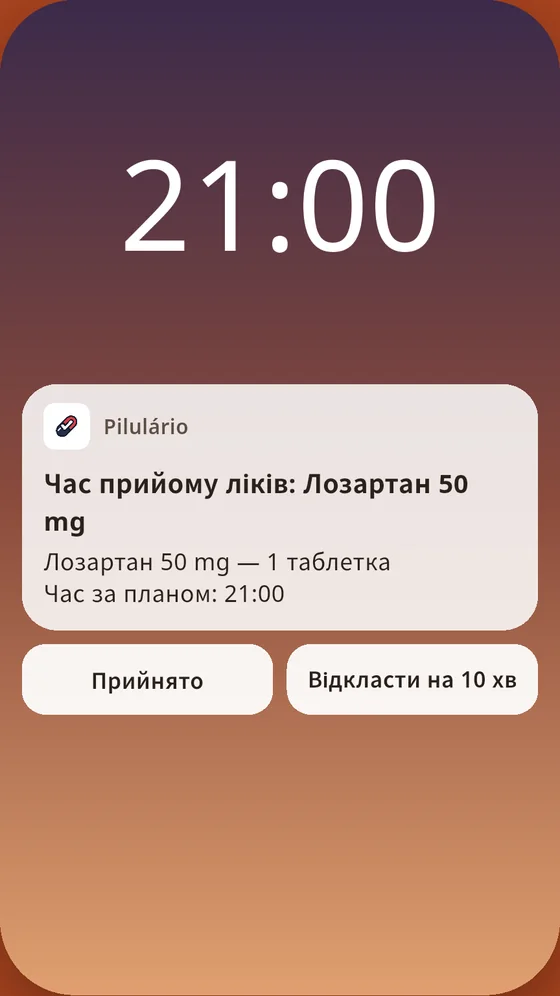 21:00
Pilulário
Час прийому ліків: Лозартан 50
mg
Лозартан 50 mg — 1 таблетка
Час за планом: 21:00
Прийнято
Відкласти на 10 хв